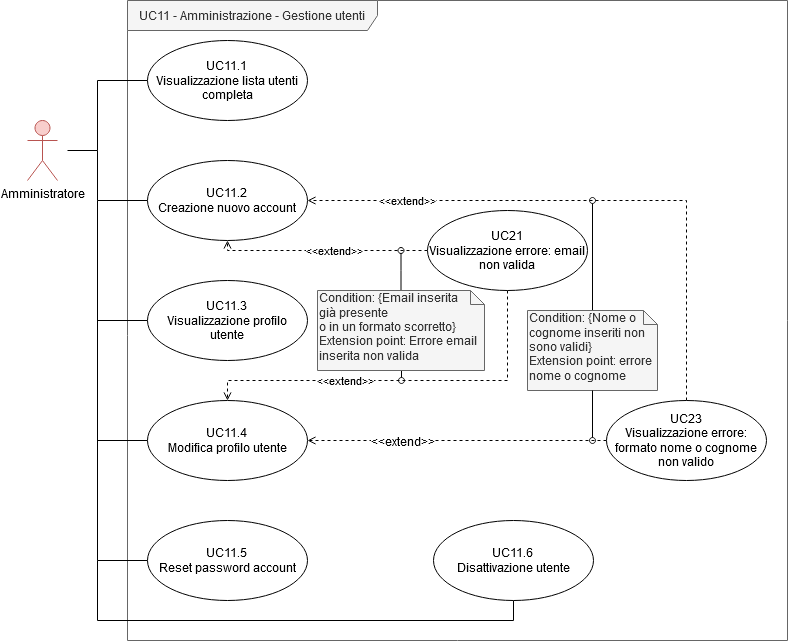 UC11 - Amministrazione - Gestione utenti
UC11.1
Visualizzazione lista utenti
completa
Amministratore
UC11.2
Creazione nuovo account
<<extend>>
UC21
Visualizzazione errore: email
non valida
<<extend>>
UC11.3
Visualizzazione profilo
utente
Condition: {Email inserita
già presente
o in un formato scorretto}
Extension point: Errore email
inserita non valida
Condition: {Nome o
cognome inseriti non
sono validi}
Extension point: errore
nome o cognome
<<extend>>
UC11.4
Modifica profilo utente
<<extend>>
UC23
Visualizzazione errore:
formato nome o cognome
non valido
UC11.5
Reset password account
UC11.6
Disattivazione utente